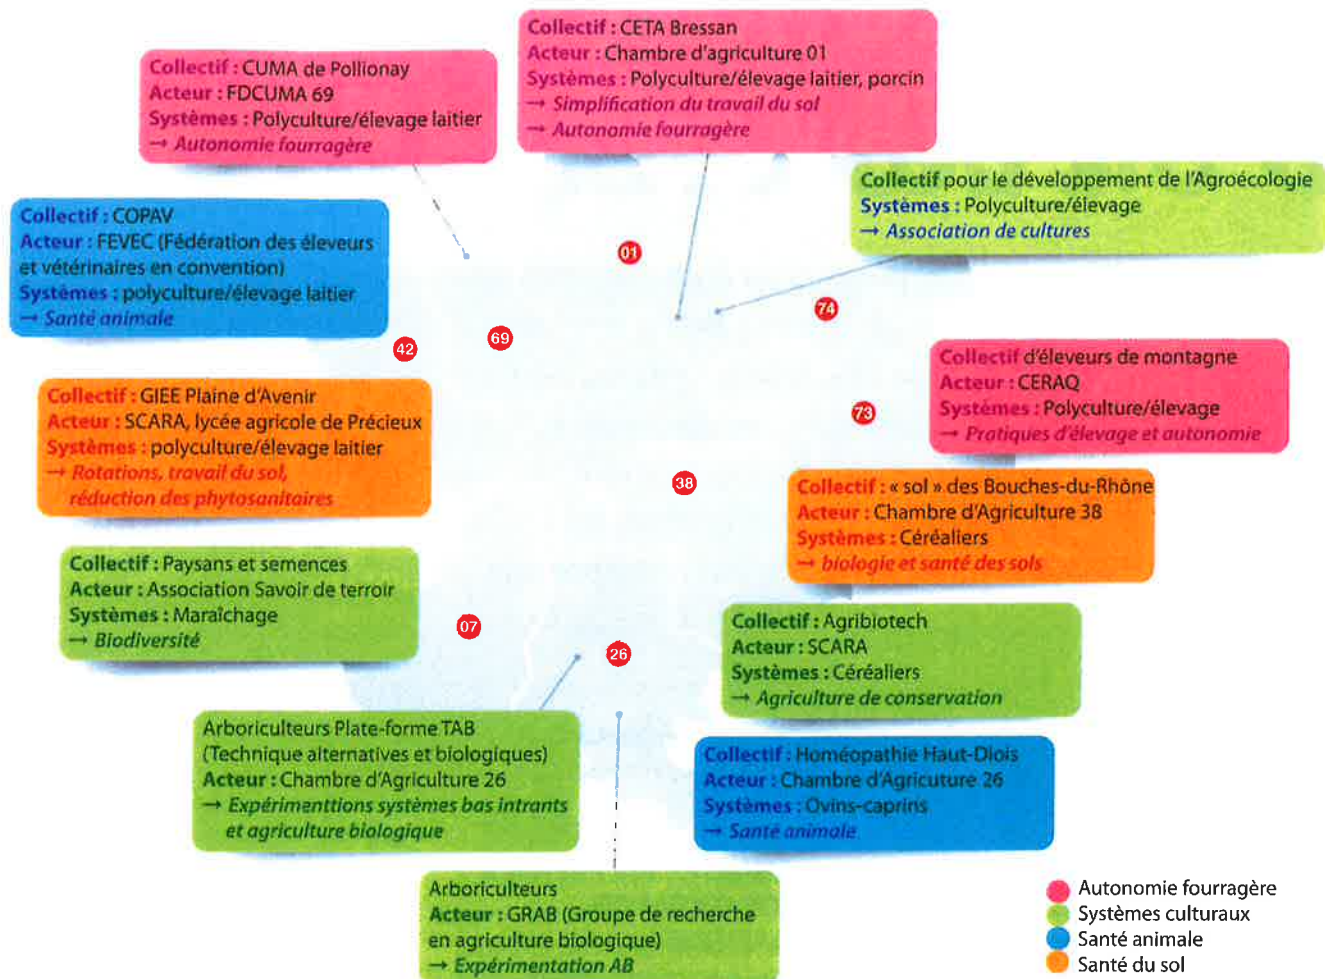 Collectif : CUMA de Pollionay
Acteur : FDCUMA 69
Systèmes : Polyculture/élevage laitier
→ Autonomie fourragère
Collectif : CETA Bressan
Acteur : Chambre d'agriculture 01
Systèmes : Polyculture/élevage laitier, porcin
→ Simplification du travail du sol
→ Autonomie fourragère
Collectif pour le développement de l'Agroécologie
Systèmes : Polyculture/élevage
→ Association de cultures
Collectif : COPAV
Acteur : FEVEC (Fédération des éleveurs
et vétérinaires en convention)
Systèmes : polyculture/élevage laitier
→ Santé animale
01
74
69
42
Collectif d'éleveurs de montagne
Acteur : CERAQ
Systèmes : Polyculture/élevage
→ Pratiques d'élevage et autonomie
73
Collectif : GIEE Plaine d'Avenir
Acteur : SCARA, lycée agricole de Précieux
Systèmes : polyculture/élevage laitier
→ Rotations, travail du sol,
réduction des phytosanitaires
38
Collectif : « sol » des Bouches-du-Rhône
Acteur : Chambre d'Agriculture 38
Systèmes : Céréaliers
→ biologie et santé des sols
Collectif : Paysans et semences
Acteur : Association Savoir de terroir
Systèmes : Maraîchage
→ Biodiversité
07
26
Collectif : Agribiotech
Acteur : SCARA
Systèmes : Céréaliers
→ Agriculture de conservation
Arboriculteurs Plate-forme TAB
(Technique alternatives et biologiques)
Acteur : Chambre d'Agriculture 26
→ Expérimenttions systèmes bas intrants
et agriculture biologique
Collectif : Homéopathie Haut-Diois
Acteur : Chambre d'Agricuture 26
Systèmes : Ovins-caprins
→ Santé animale
Arboriculteurs
Acteur : GRAB (Groupe de recherche
en agriculture biologique)
→ Expérimentation AB
Autonomie fourragère
Systèmes culturaux
Santé animale
Santé du sol